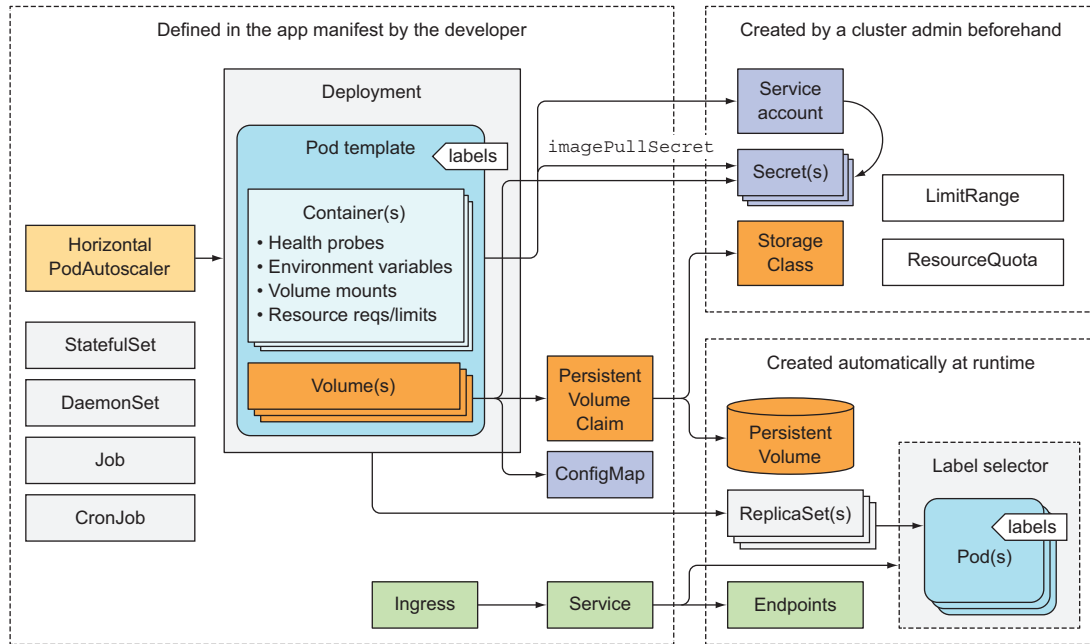 Defined in the app manifest by the developer
Deployment
Pod template
labels
Container(s)
• Health probes
• Environment variables
• Volume mounts
• Resource reqs/limits
Volume(s)
Horizontal
PodAutoscaler
StatefulSet
DaemonSet
Job
CronJob
Persistent
Volume
Claim
ConfigMap
Ingress
Service
imagePullSecret
Created by a cluster admin beforehand
Service
account
Secret(s)
Storage
Class
LimitRange
ResourceQuota
Created automatically at runtime
Persistent
Volume
ReplicaSet(s)
Endpoints
Label selector
labels
Pod(s)